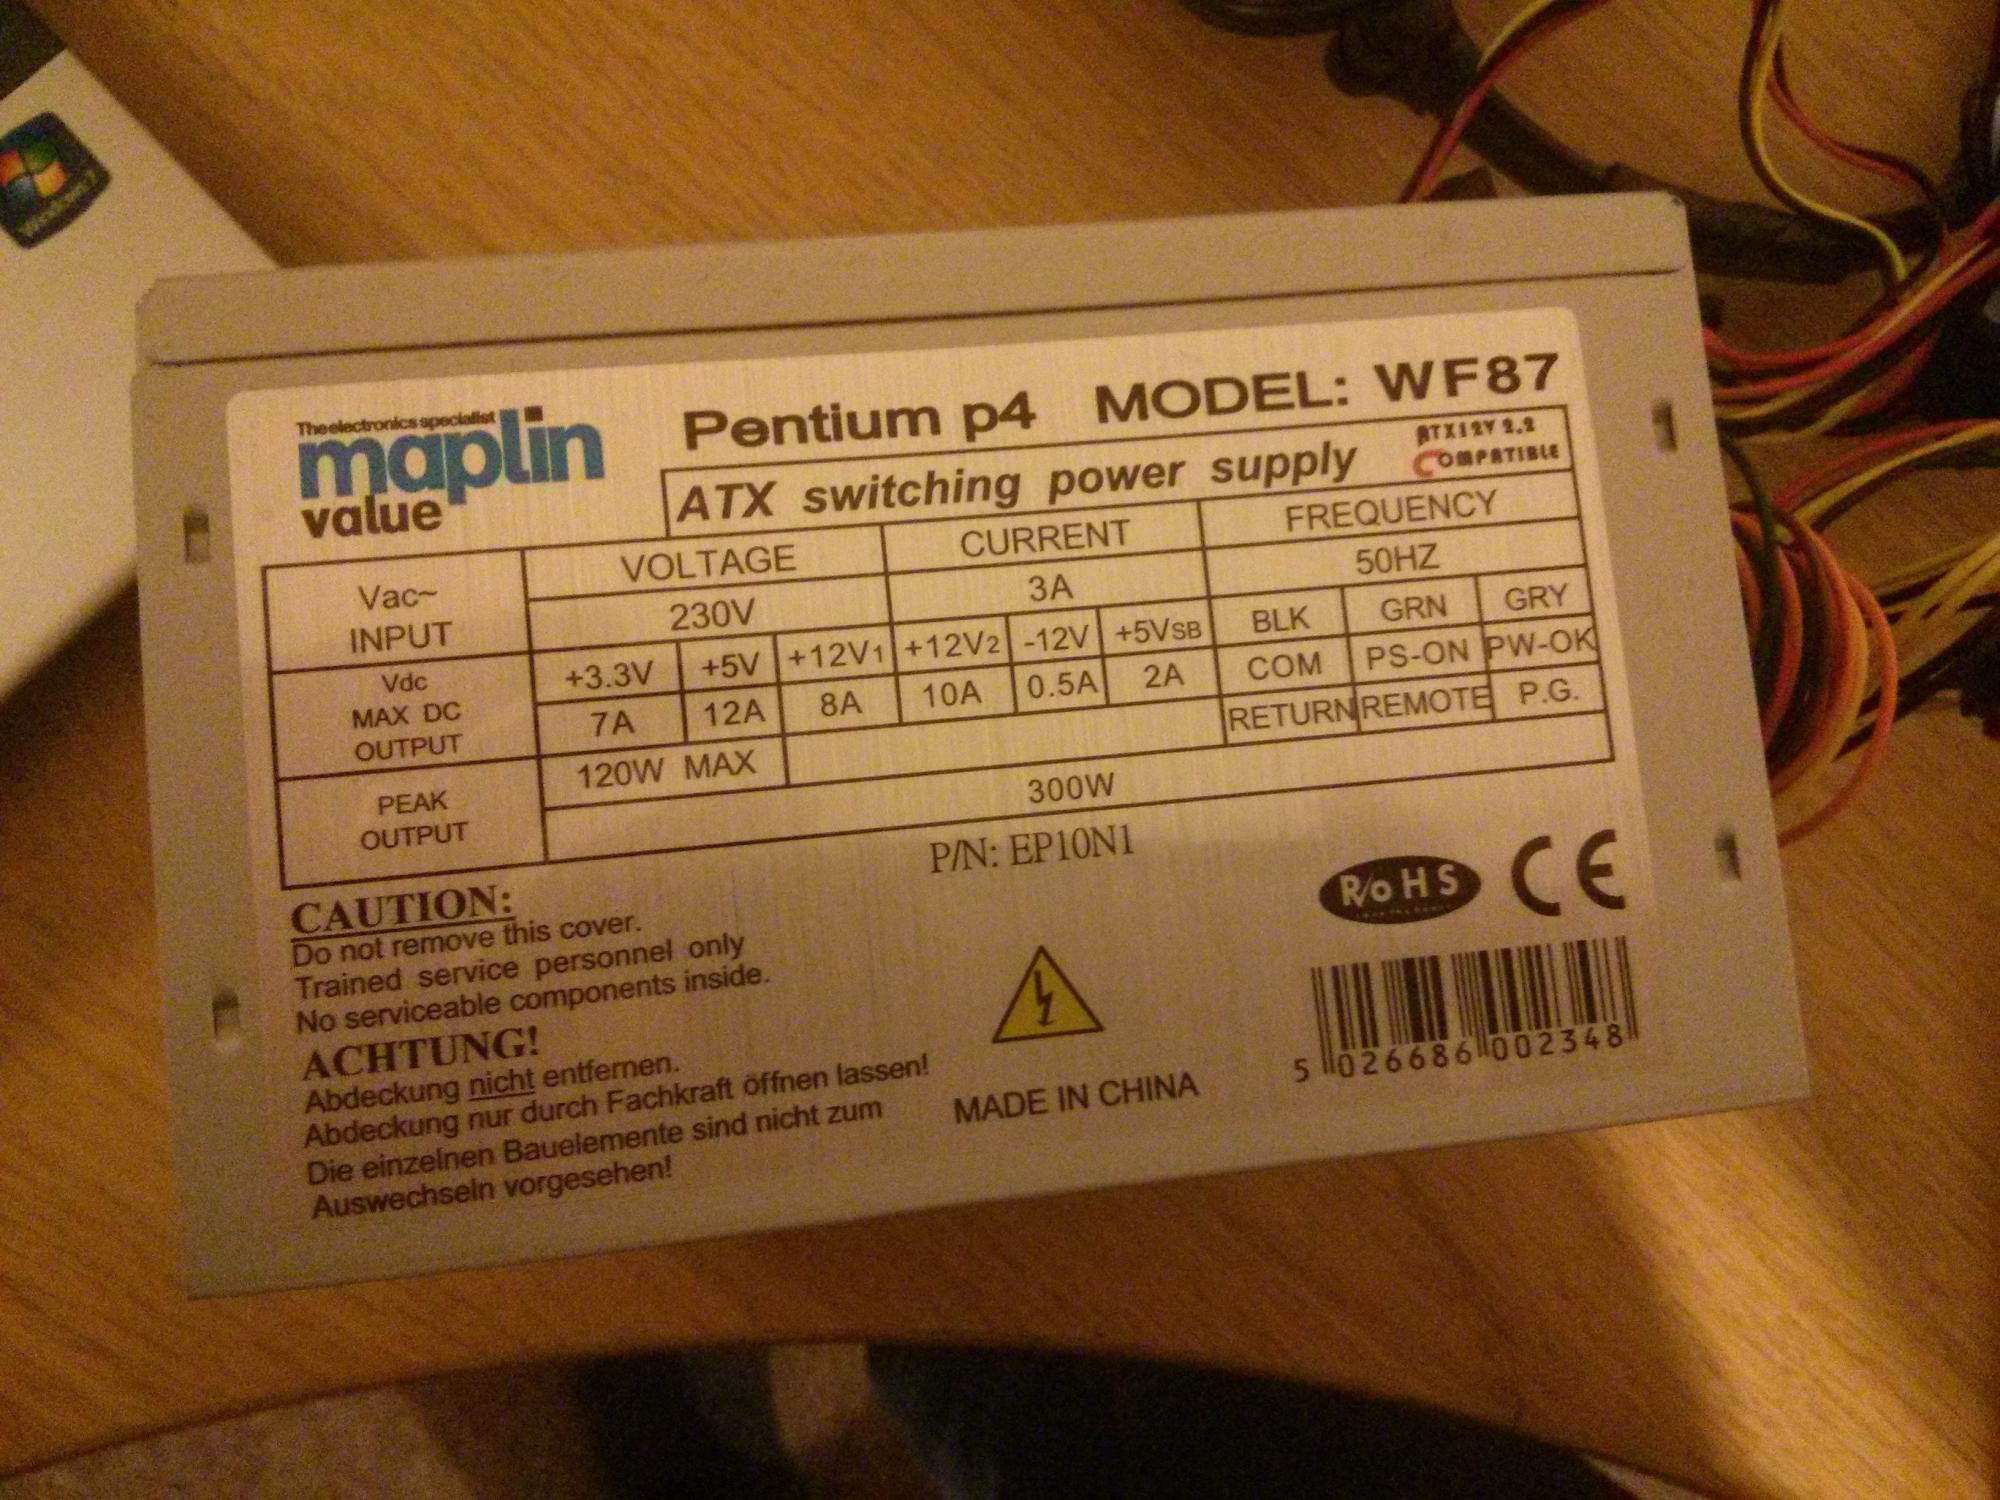 Windows 7
The electronics specialist
maplin
value
Pentium p4 MODEL: WF87
ATX switching power supply
ATX12V 2.2
COMPATIBLE
Vac~
INPUT
VOLTAGE CURRENT FREQUENCY
230V 3A 50HZ
Vdc
MAX DC
OUTPUT
+3.3V +5V +12V1 +12V2 -12V +5VSB BLK GRN GRY
7A 12A 8A 10A 0.5A 2A COM PS-ON PW-OK
RETURN REMOTE P.G.
PEAK
OUTPUT
120W MAX
300W
P/N: EP10N1
CAUTION:
Do not remove this cover.
Trained service personnel only
No serviceable components inside.
ACHTUNG!
Abdeckung nicht entfernen.
Abdeckung nur durch Fachkraft öffnen lassen!
Die einzelnen Bauelemente sind nicht zum
Auswechseln vorgesehen!
MADE IN CHINA
RoHS
CE
5 026686 002348